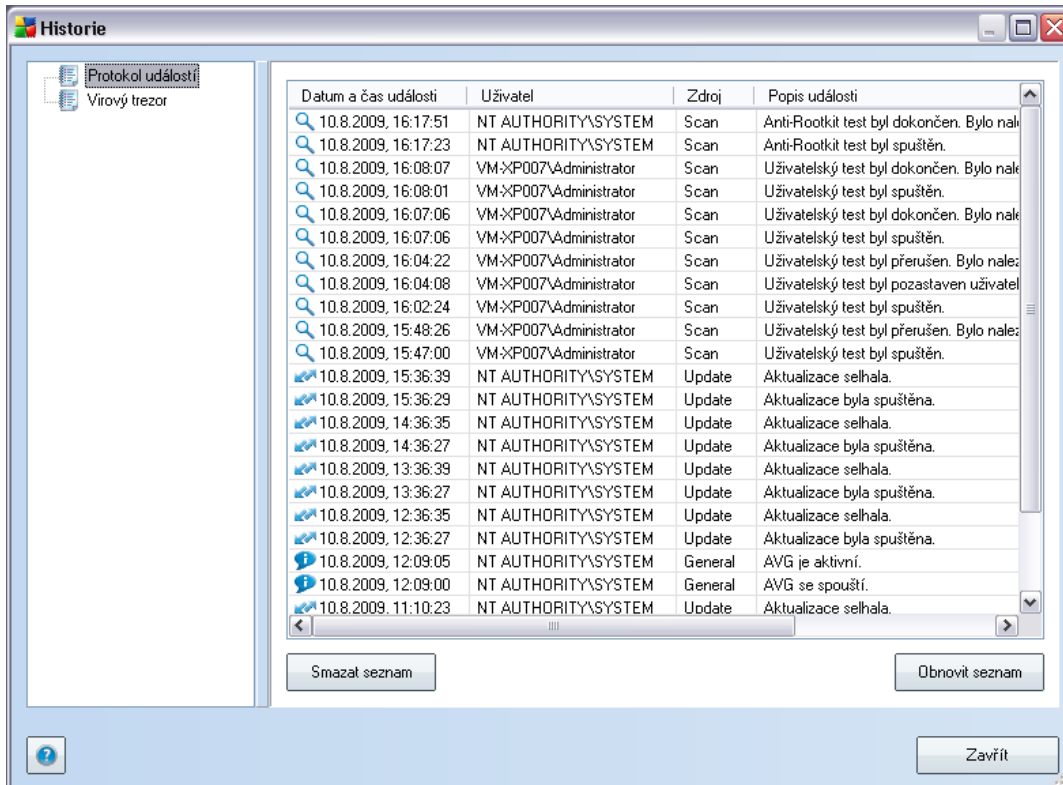 Historie
Protokol událostí
Virový trezor
Datum a čas události Uživatel Zdroj Popis události
10.8.2009, 16:17:51 NT AUTHORITY\SYSTEM Scan Anti-Rootkit test byl dokončen. Bylo nal
10.8.2009, 16:17:23 NT AUTHORITY\SYSTEM Scan Anti-Rootkit test byl spuštěn.
10.8.2009, 16:08:07 VM-XP007\Administrator Scan Uživatelský test byl dokončen. Bylo nale
10.8.2009, 16:08:01 VM-XP007\Administrator Scan Uživatelský test byl spuštěn.
10.8.2009, 16:07:06 VM-XP007\Administrator Scan Uživatelský test byl dokončen. Bylo nale
10.8.2009, 16:07:06 VM-XP007\Administrator Scan Uživatelský test byl spuštěn.
10.8.2009, 16:04:22 VM-XP007\Administrator Scan Uživatelský test byl přerušen. Bylo nalez
10.8.2009, 16:04:08 VM-XP007\Administrator Scan Uživatelský test byl pozastaven uživatel
10.8.2009, 16:02:24 VM-XP007\Administrator Scan Uživatelský test byl spuštěn.
10.8.2009, 15:48:26 VM-XP007\Administrator Scan Uživatelský test byl přerušen. Bylo nalez
10.8.2009, 15:47:00 VM-XP007\Administrator Scan Uživatelský test byl spuštěn.
10.8.2009, 15:36:39 NT AUTHORITY\SYSTEM Update Aktualizace selhala.
10.8.2009, 15:36:29 NT AUTHORITY\SYSTEM Update Aktualizace byla spuštěna.
10.8.2009, 14:36:35 NT AUTHORITY\SYSTEM Update Aktualizace selhala.
10.8.2009, 14:36:27 NT AUTHORITY\SYSTEM Update Aktualizace byla spuštěna.
10.8.2009, 13:36:39 NT AUTHORITY\SYSTEM Update Aktualizace selhala.
10.8.2009, 13:36:27 NT AUTHORITY\SYSTEM Update Aktualizace byla spuštěna.
10.8.2009, 12:36:35 NT AUTHORITY\SYSTEM Update Aktualizace selhala.
10.8.2009, 12:36:27 NT AUTHORITY\SYSTEM Update Aktualizace byla spuštěna.
10.8.2009, 12:09:05 NT AUTHORITY\SYSTEM General AVG je aktivní.
10.8.2009, 12:09:00 NT AUTHORITY\SYSTEM General AVG se spouští.
10.8.2009, 11:10:23 NT AUTHORITY\SYSTEM Update Aktualizace selhala.
Smazat seznam Obnovit seznam
Zavřít